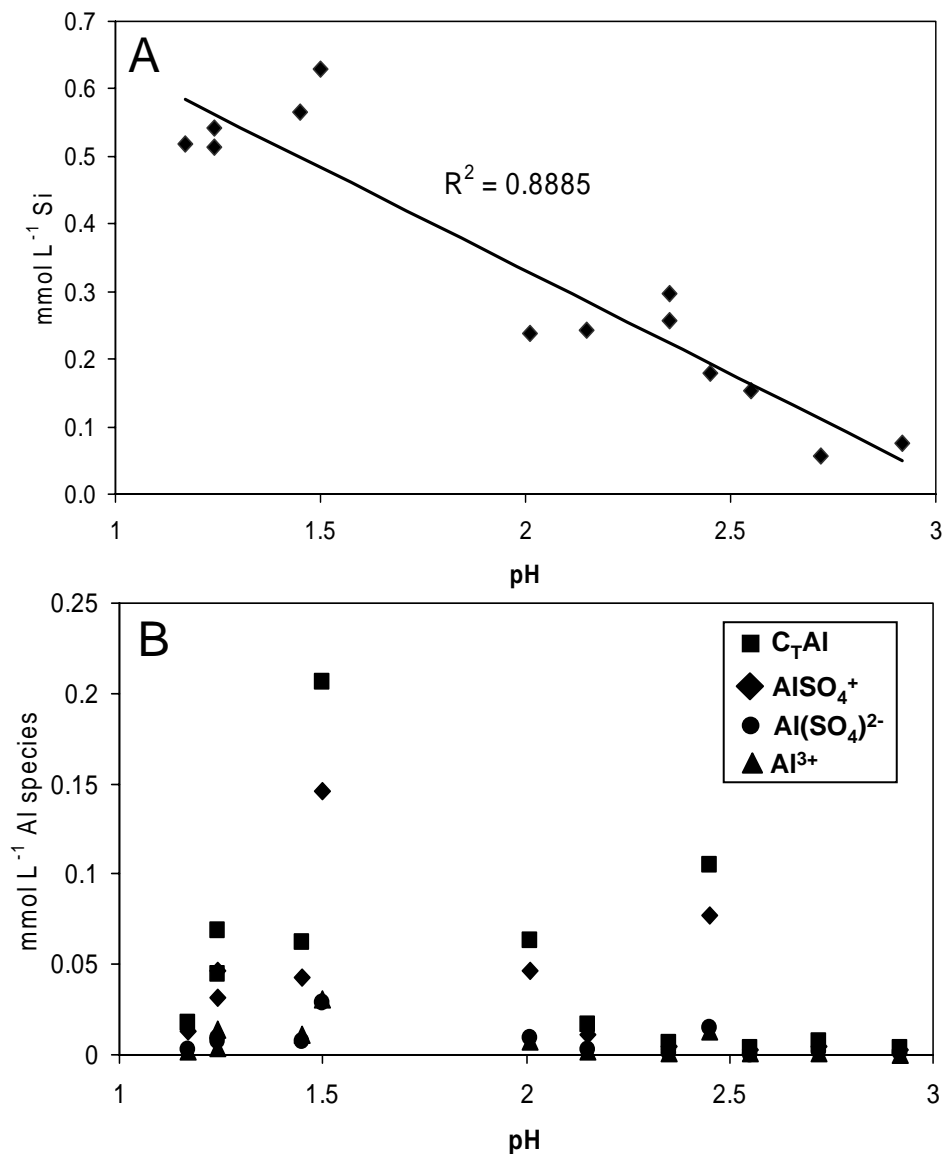 A
0.7
0.6
0.5
0.4
0.3
0.2
0.1
0.0
mmol L⁻¹ Si
R² = 0.8885
1
1.5
2
2.5
3
pH
B
0.25
0.2
0.15
0.1
0.05
0
mmol L⁻¹ Al species
C_TAl
AlSO₄⁺
Al(SO₄)²⁻
Al³⁺
1
1.5
2
2.5
3
pH